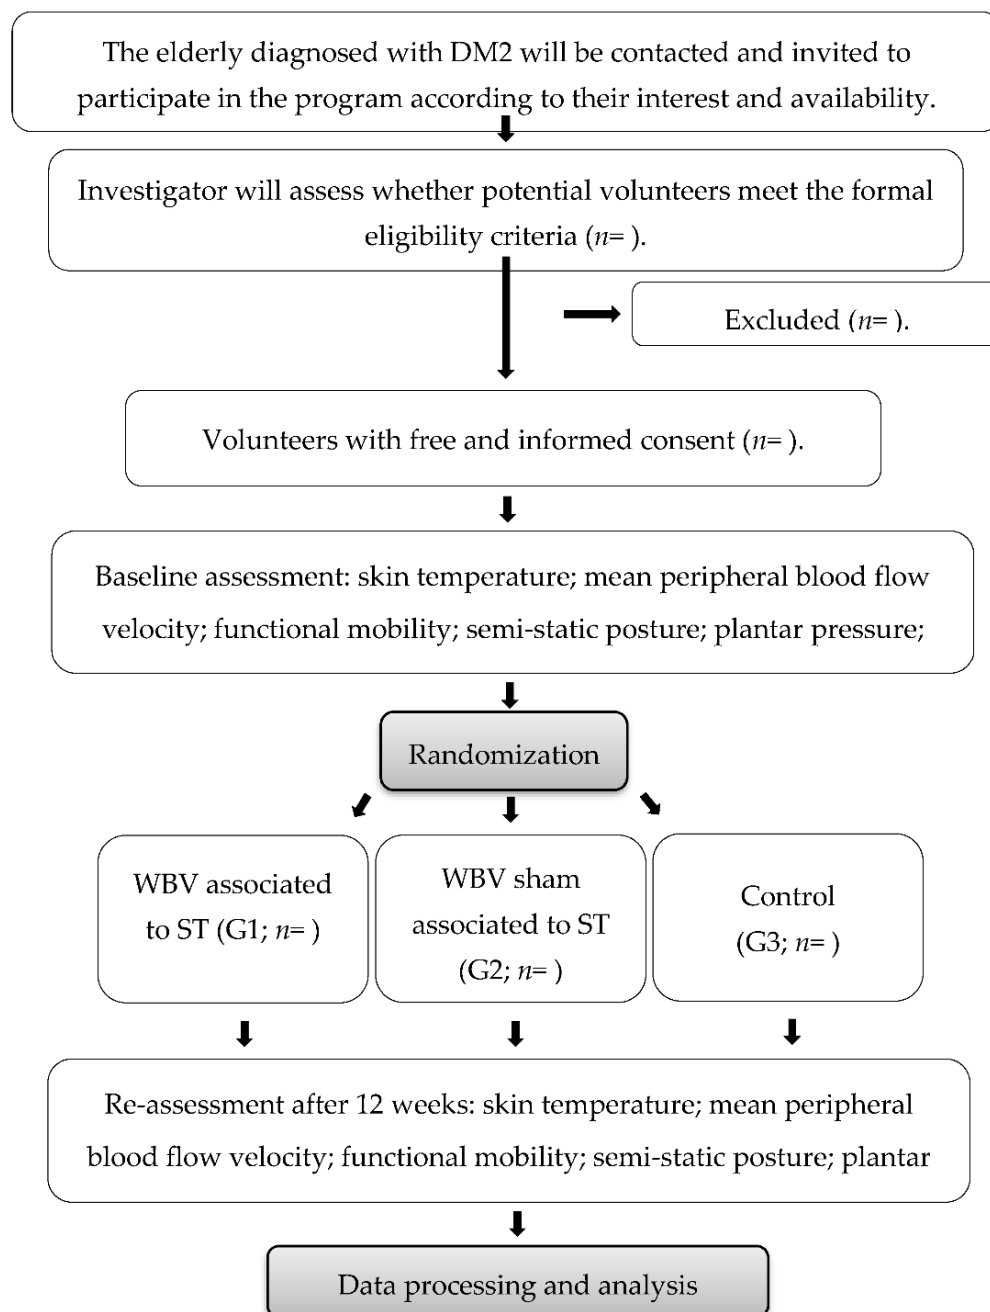 The elderly diagnosed with DM2 will be contacted and invited to
participate in the program according to their interest and availability.
Investigator will assess whether potential volunteers meet the formal
eligibility criteria (n= ).
Excluded (n= ).
Volunteers with free and informed consent (n= ).
Baseline assessment: skin temperature; mean peripheral blood flow
velocity; functional mobility; semi-static posture; plantar pressure;
Randomization
WBV associated
to ST (G1; n= )
WBV sham
associated to ST
(G2; n= )
Control
(G3; n= )
Re-assessment after 12 weeks: skin temperature; mean peripheral
blood flow velocity; functional mobility; semi-static posture; plantar
Data processing and analysis